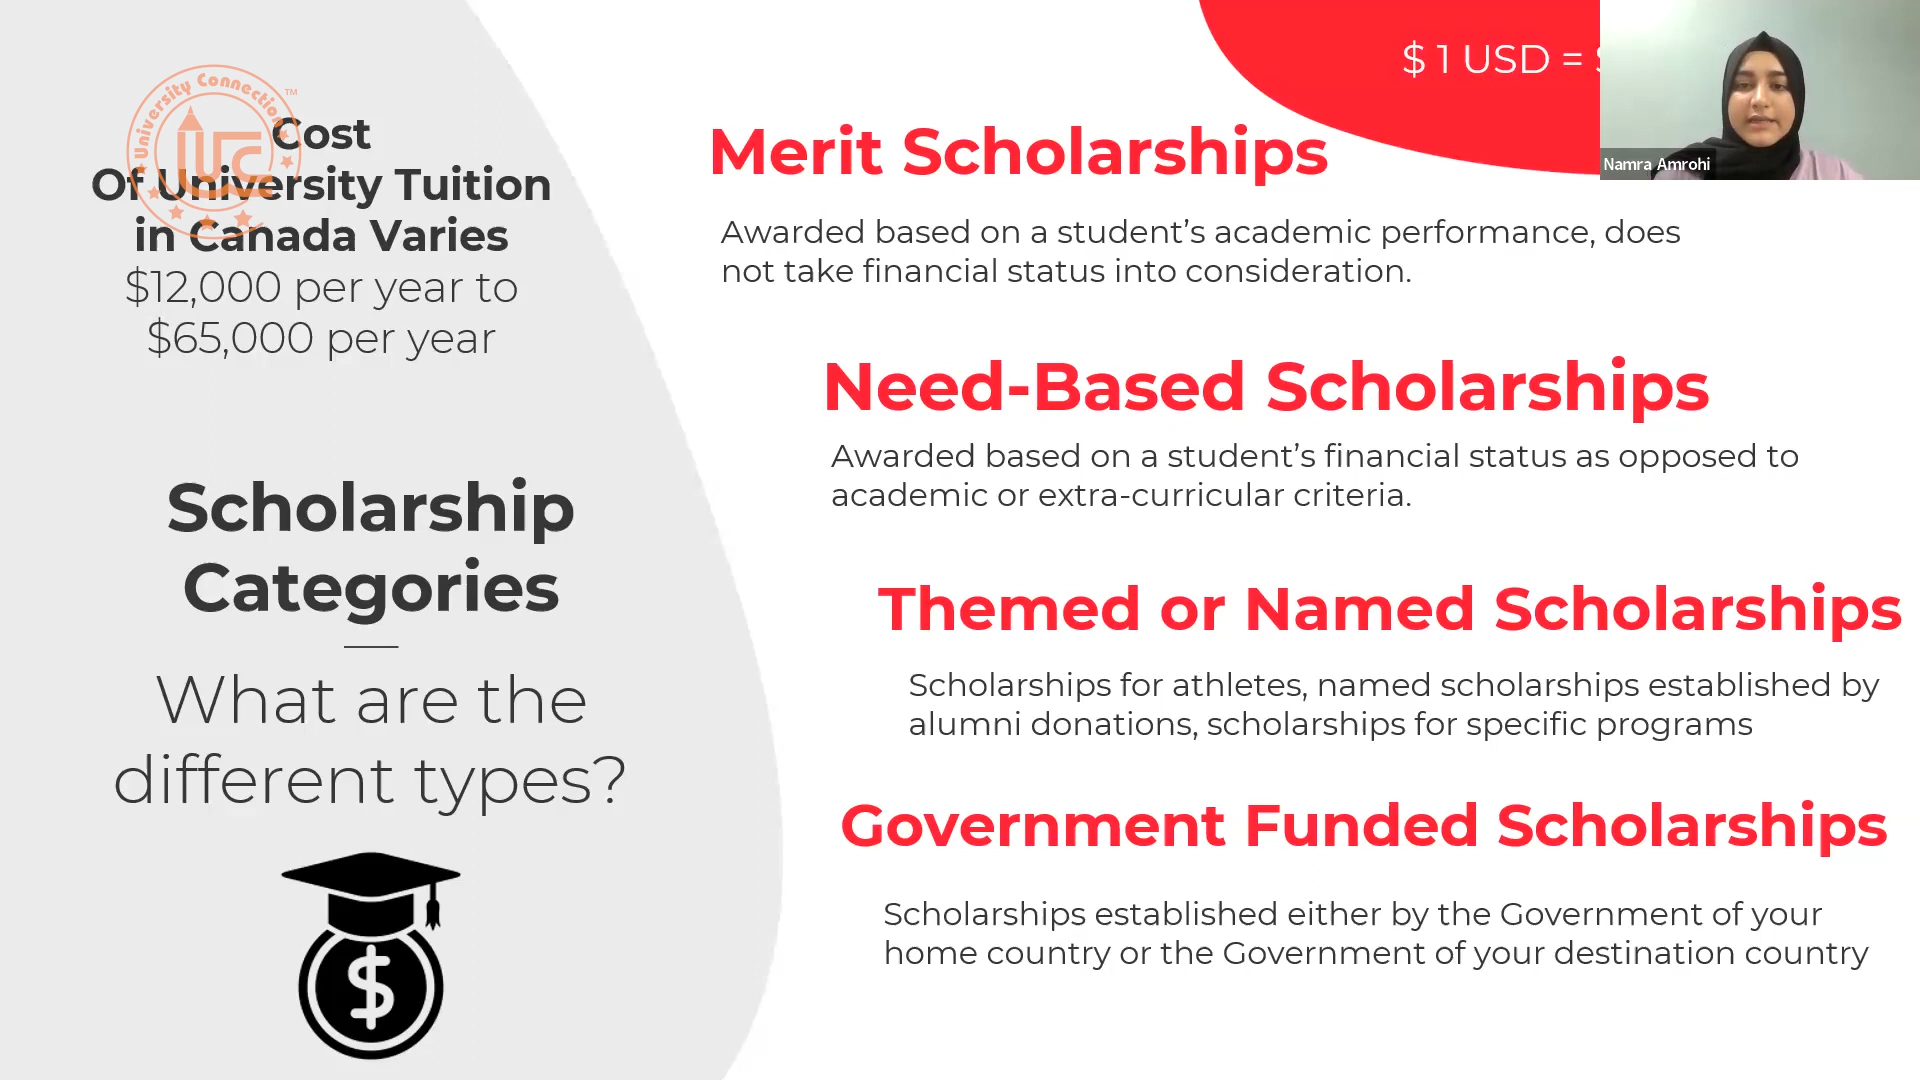 University Connection
TM
UC
Cost
Of University Tuition
in Canada Varies
$12,000 per year to
$65,000 per year
Scholarship
Categories
What are the
different types?
$
$ 1 USD =
Namra Amrohi
Merit Scholarships
Awarded based on a student’s academic performance, does
not take financial status into consideration.
Need-Based Scholarships
Awarded based on a student’s financial status as opposed to
academic or extra-curricular criteria.
Themed or Named Scholarships
Scholarships for athletes, named scholarships established by
alumni donations, scholarships for specific programs
Government Funded Scholarships
Scholarships established either by the Government of your
home country or the Government of your destination country